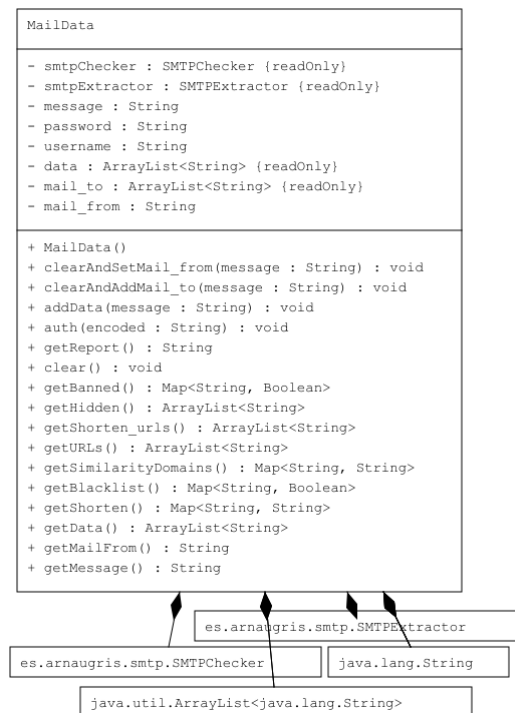 MailData
- smtpChecker : SMTPChecker {readOnly}
- smtpExtractor : SMTPExtractor {readOnly}
- message : String
- password : String
- username : String
- data : ArrayList<String> {readOnly}
- mail_to : ArrayList<String> {readOnly}
- mail_from : String
+ MailData()
+ clearAndSetMail_from(message : String) : void
+ clearAndAddMail_to(message : String) : void
+ addData(message : String) : void
+ auth(encoded : String) : void
+ getReport() : String
+ clear() : void
+ getBanned() : Map<String, Boolean>
+ getHidden() : ArrayList<String>
+ getShorten_urls() : ArrayList<String>
+ getURLs() : ArrayList<String>
+ getSimilarityDomains() : Map<String, String>
+ getBlacklist() : Map<String, Boolean>
+ getShorten() : Map<String, String>
+ getData() : ArrayList<String>
+ getMailFrom() : String
+ getMessage() : String
es.arnaugris.smtp.SMTPExtractor
es.arnaugris.smtp.SMTPChecker
java.lang.String
java.util.ArrayList<java.lang.String>